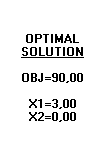 OPTIMAL
SOLUTION
OBJ=90,00
X1=3,00
X2=0,00